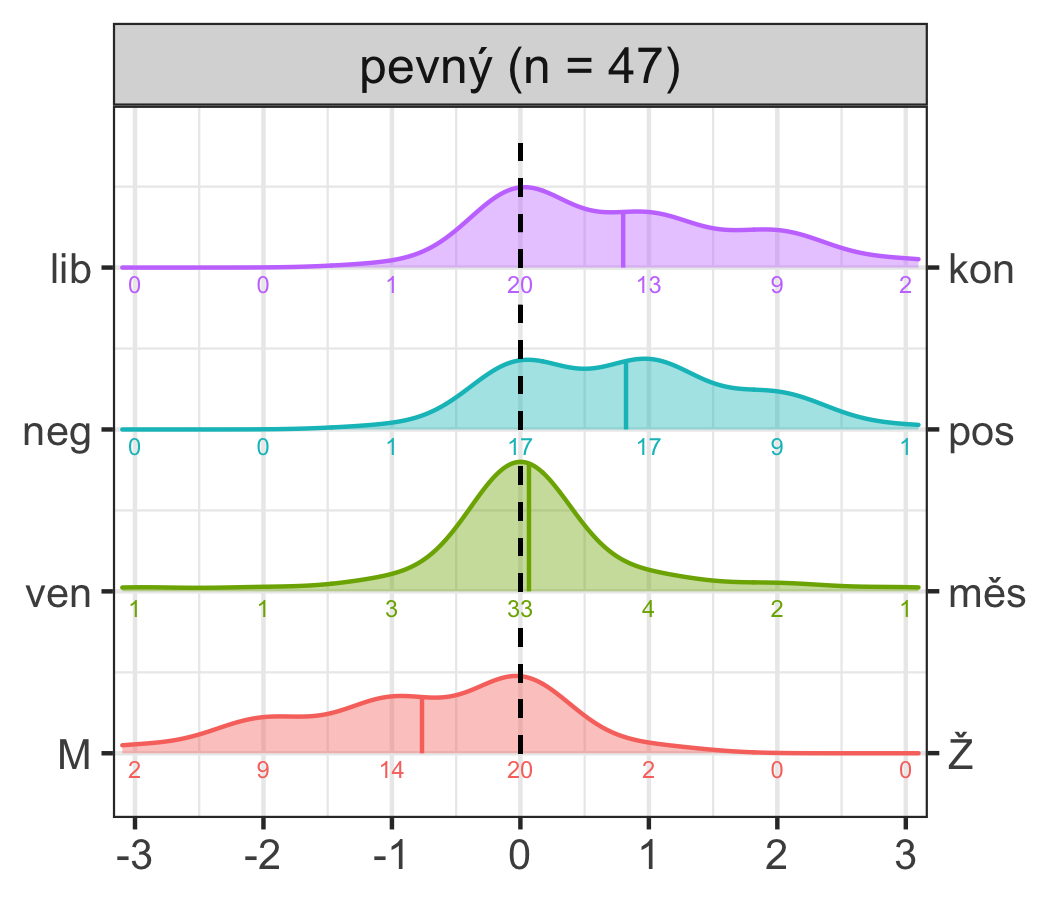 pevný (n = 47)
lib kon
0 0 1 20 13 9 2
neg pos
0 0 1 17 17 9 1
ven měs
1 1 3 33 4 2 1
M Ž
2 9 14 20 2 0 0
-3 -2 -1 0 1 2 3